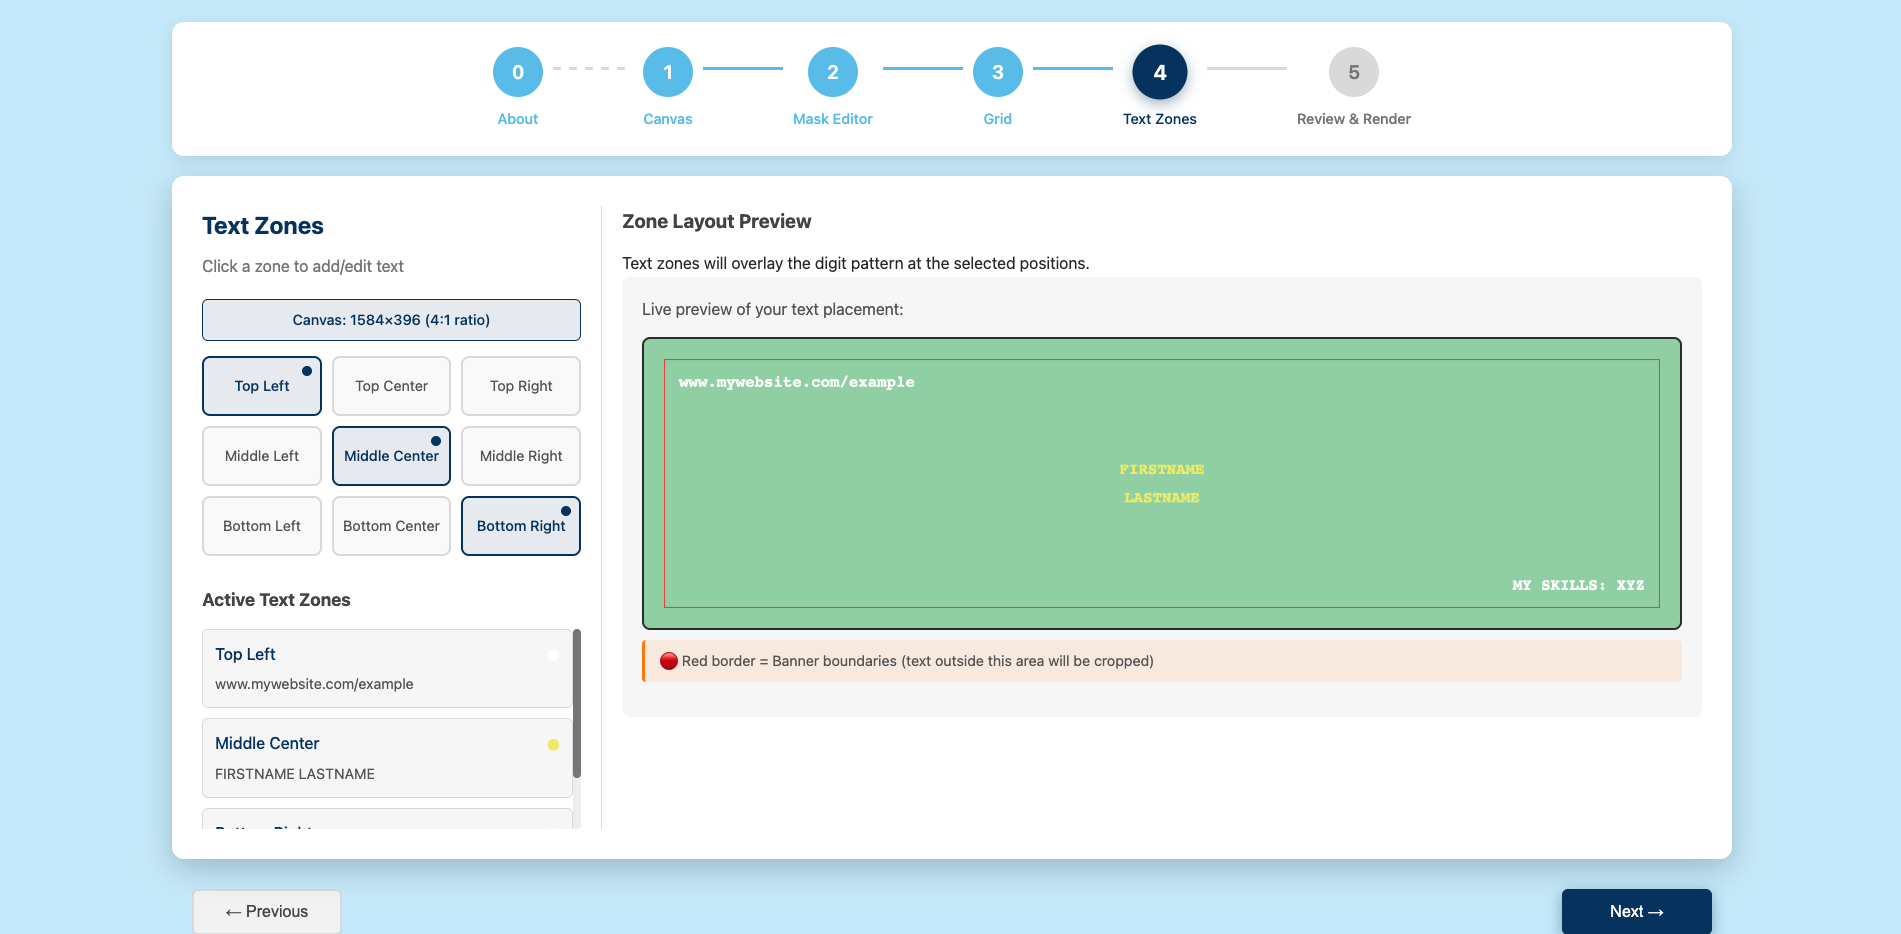 0
1
2
3
4
5
About
Canvas
Mask Editor
Grid
Text Zones
Review & Render
Text Zones
Click a zone to add/edit text
Canvas: 1584×396 (4:1 ratio)
Top Left
Top Center
Top Right
Middle Left
Middle Center
Middle Right
Bottom Left
Bottom Center
Bottom Right
Active Text Zones
Top Left
www.mywebsite.com/example
Middle Center
FIRSTNAME LASTNAME
Zone Layout Preview
Text zones will overlay the digit pattern at the selected positions.
Live preview of your text placement:
www.mywebsite.com/example
FIRSTNAME
LASTNAME
MY SKILLS: XYZ
Red border = Banner boundaries (text outside this area will be cropped)
← Previous
Next →